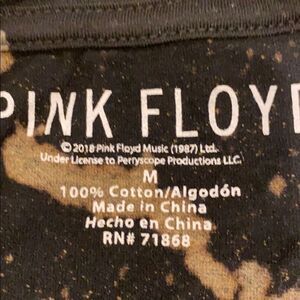 PINK FLOYD
© 2018 Pink Floyd Music (1987) Ltd.
Under License to Perryscope Productions LLC.
M
100% Cotton/Algodón
Made in China
Hecho en China
RN# 71868